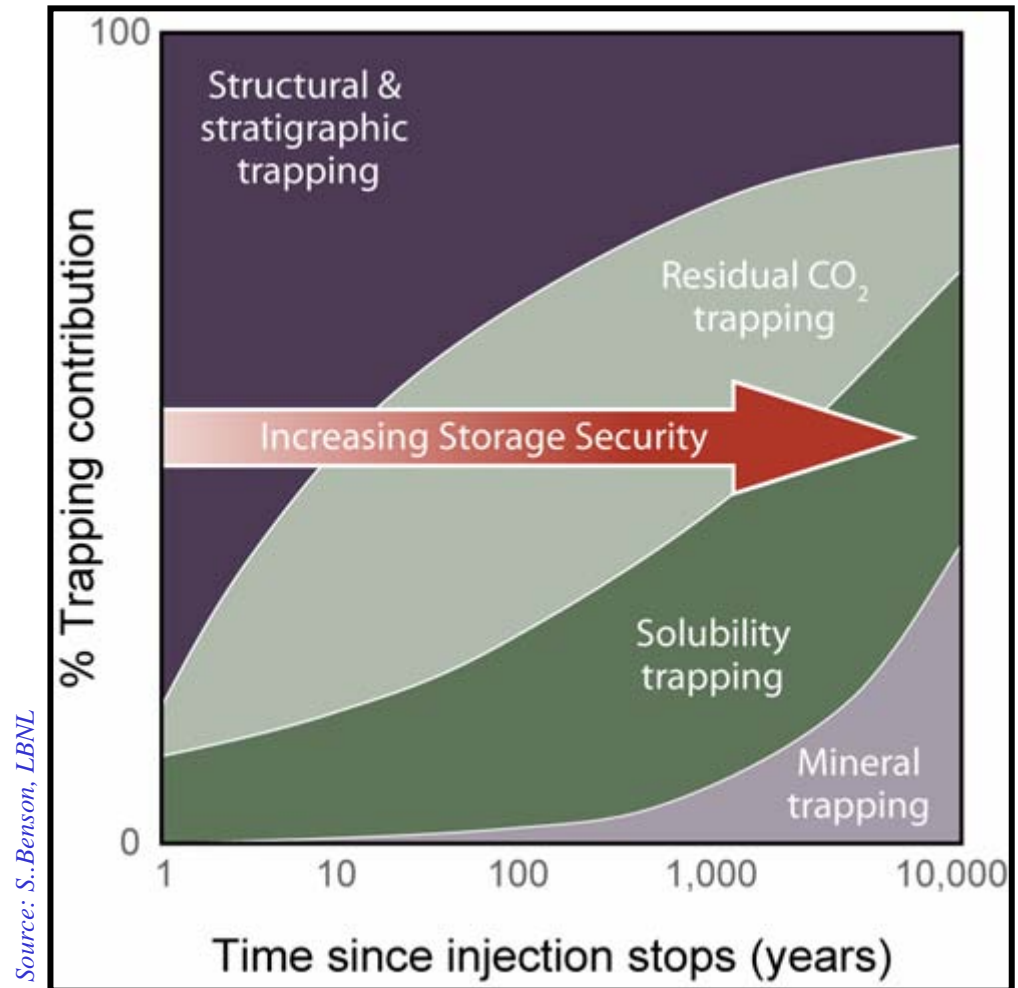 100
Structural &
stratigraphic
trapping
Residual CO₂
trapping
Increasing Storage Security
Solubility
trapping
Mineral
trapping
% Trapping contribution
0
1 10 100 1,000 10,000
Time since injection stops (years)
Source: S..Benson, LBNL